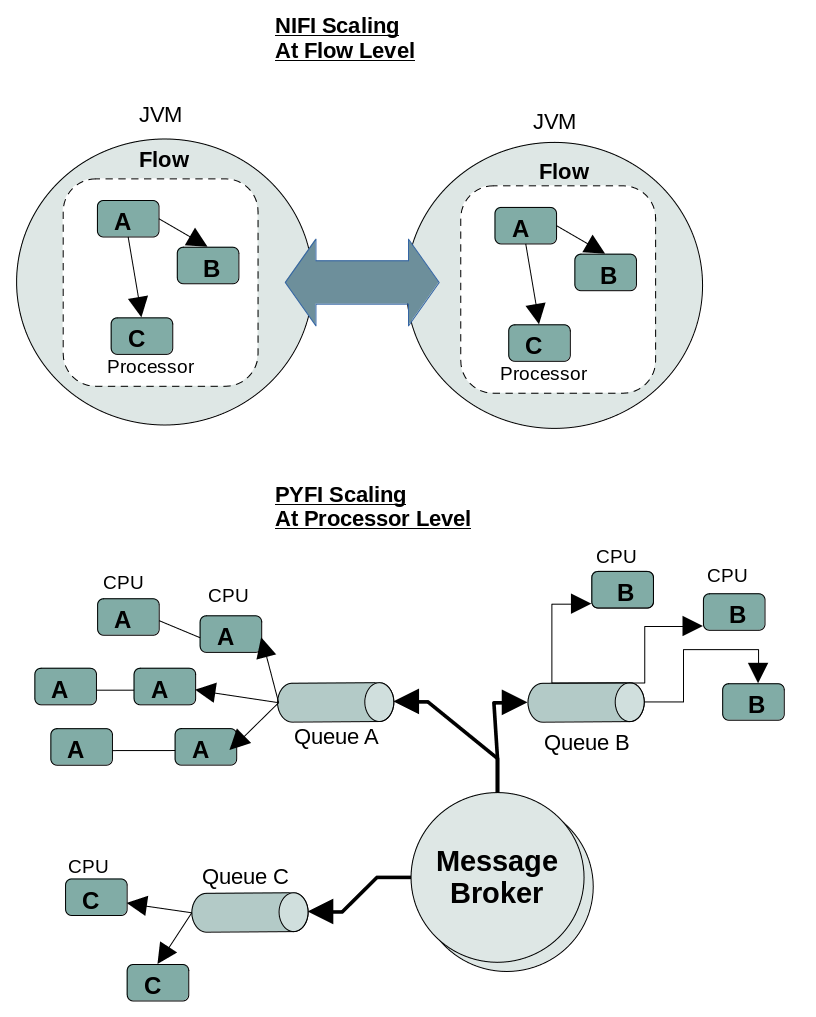 NIFI Scaling
At Flow Level
JVM
JVM
Flow
Flow
A
B
C
Processor
A
B
C
Processor
PYFI Scaling
At Processor Level
CPU
CPU
A
A
A
A
A
A
Queue A
CPU
CPU
B
B
B
Queue B
Message
Broker
CPU
Queue C
C
C